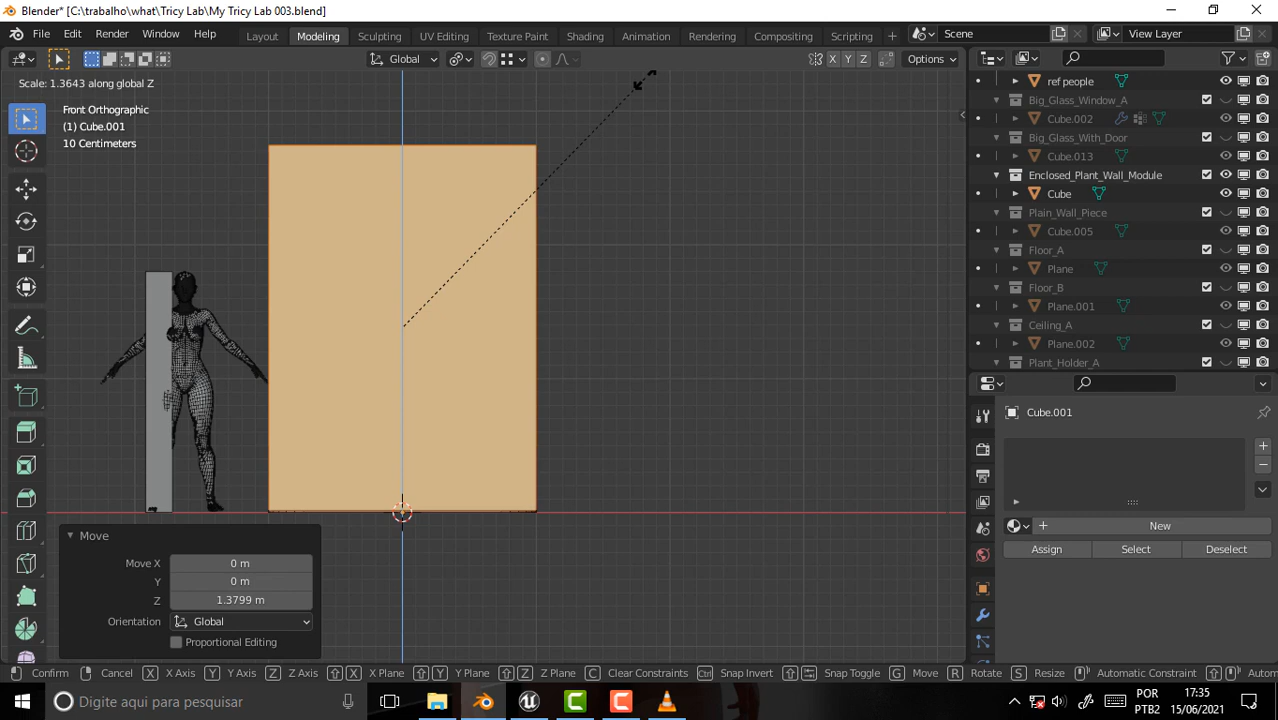 Blender* [C:\trabalho\what\Tricy Lab\My Tricy Lab 003.blend]
File Edit Render Window Help Layout Modeling Sculpting UV Editing Texture Paint Shading Animation Rendering Compositing Scripting + Scene View Layer
Global X Y Z Options
Scale: 1.3643 along global Z
Front Orthographic
(1) Cube.001
10 Centimeters
ref people
Big_Glass_Window_A
Cube.002
Big_Glass_With_Door
Cube.013
Enclosed_Plant_Wall_Module
Cube
Plain_Wall_Piece
Cube.005
Floor_A
Plane
Floor_B
Plane.001
Ceiling_A
Plane.002
Plant_Holder_A
Cube.001
New
Assign Select Deselect
Move
Move X 0 m
Y 0 m
Z 1.3799 m
Orientation Global
Proportional Editing
Confirm Cancel X X Axis Y Y Axis Z Z Axis X X Plane Y Y Plane Z Z Plane C Clear Constraints Ctrl Snap Invert Snap Toggle G Move R Rotate S Resize Automatic Constraint Automa
Digite aqui para pesquisar
POR
PTB2
17:35
15/06/2021